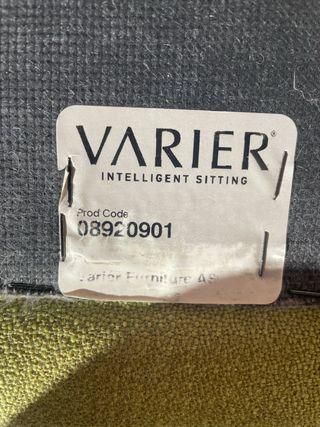 VARIER®
INTELLIGENT SITTING
Prod Code
08920901
Varier Furniture AS